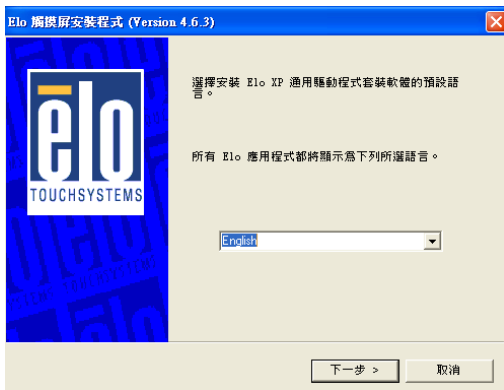 Elo 觸摸屏安裝程式 (Version 4.6.3)
elo
TOUCHSYSTEMS
選擇安裝 Elo XP 通用驅動程式套裝軟體的預設語
言。
所有 Elo 應用程式都將顯示為下列所選語言。
English
下一步 >
取消